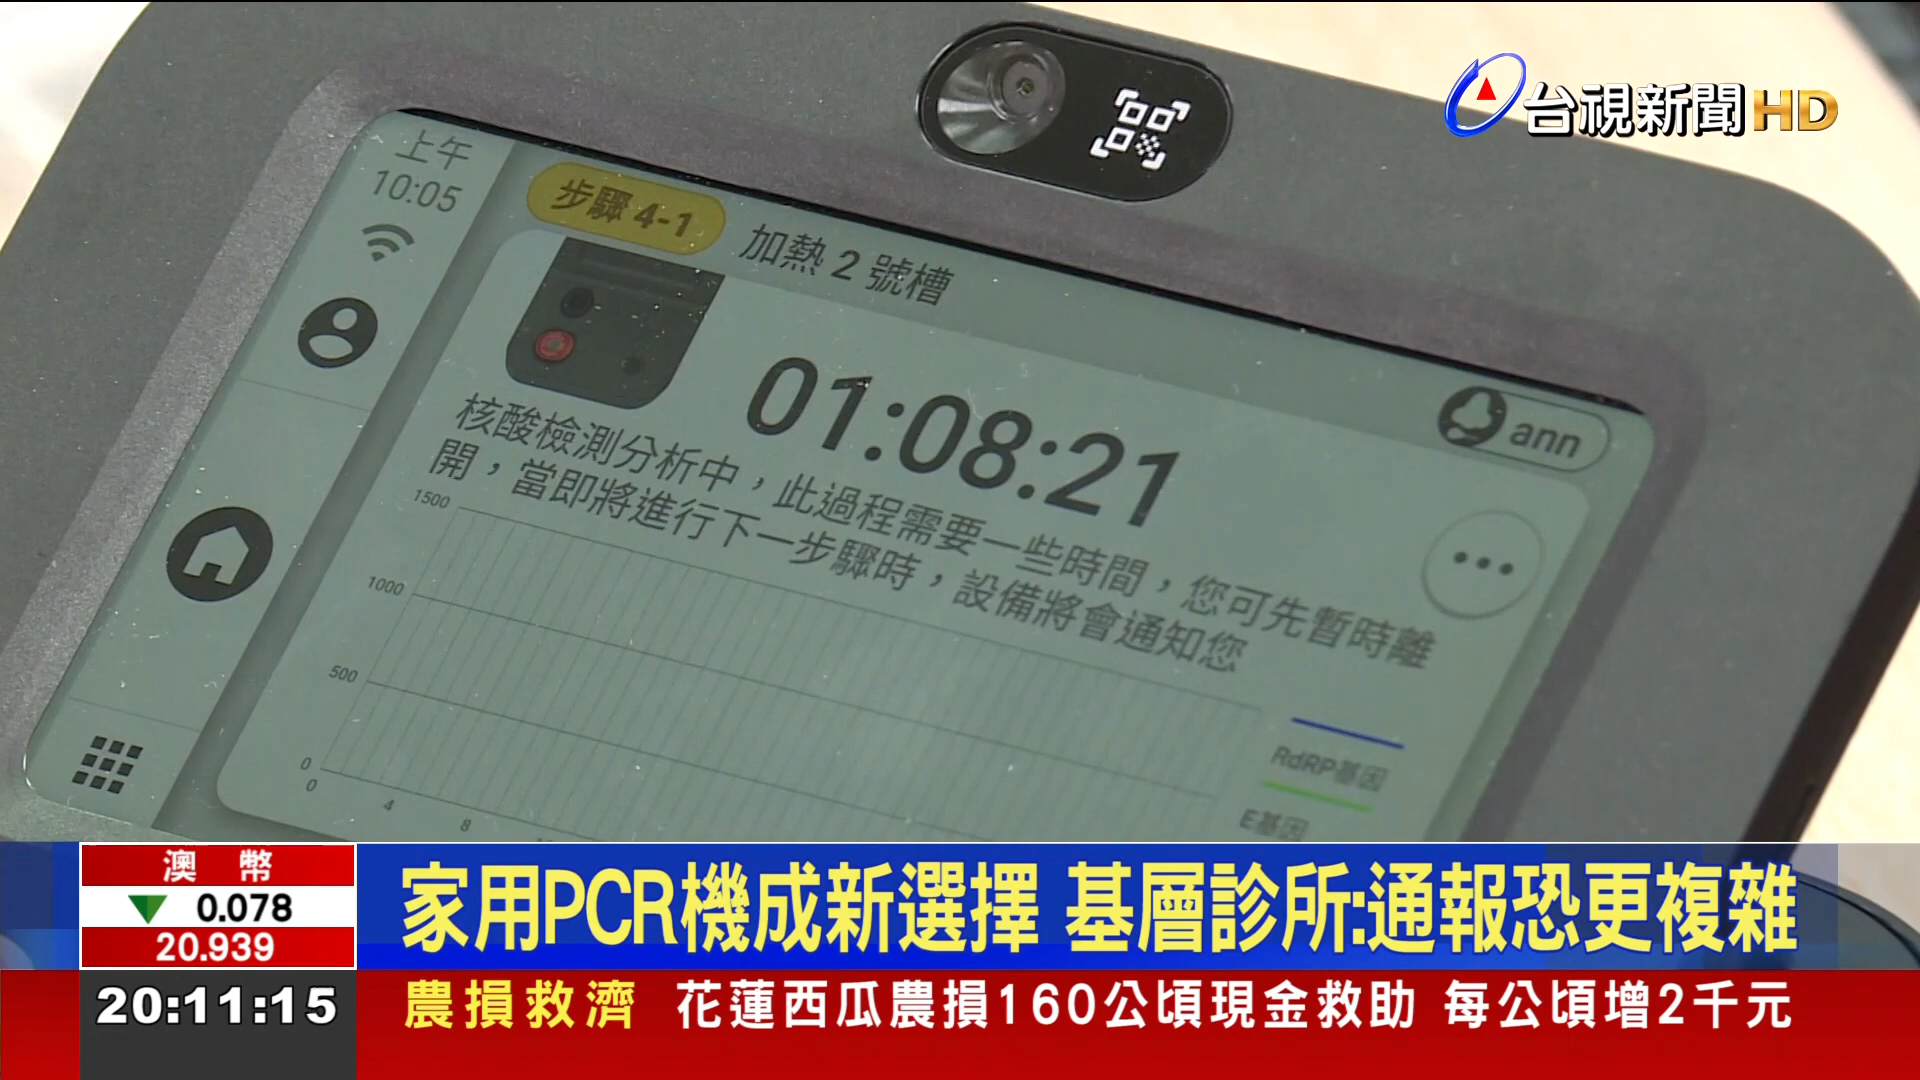 台視新聞HD
上午
10:05
步驟 4-1
加熱 2 號槽
01:08:21
ann
核酸檢測分析中，此過程需要一些時間，您可先暫時離
開，當即將進行下一步驟時，設備將會通知您
1500
1000
500
0
0
4
8
RdRP基因
E基因
澳幣
0.078
20.939
家用PCR機成新選擇 基層診所:通報恐更複雜
20:11:15
農損救濟 花蓮西瓜農損160公頃現金救助 每公頃增2千元